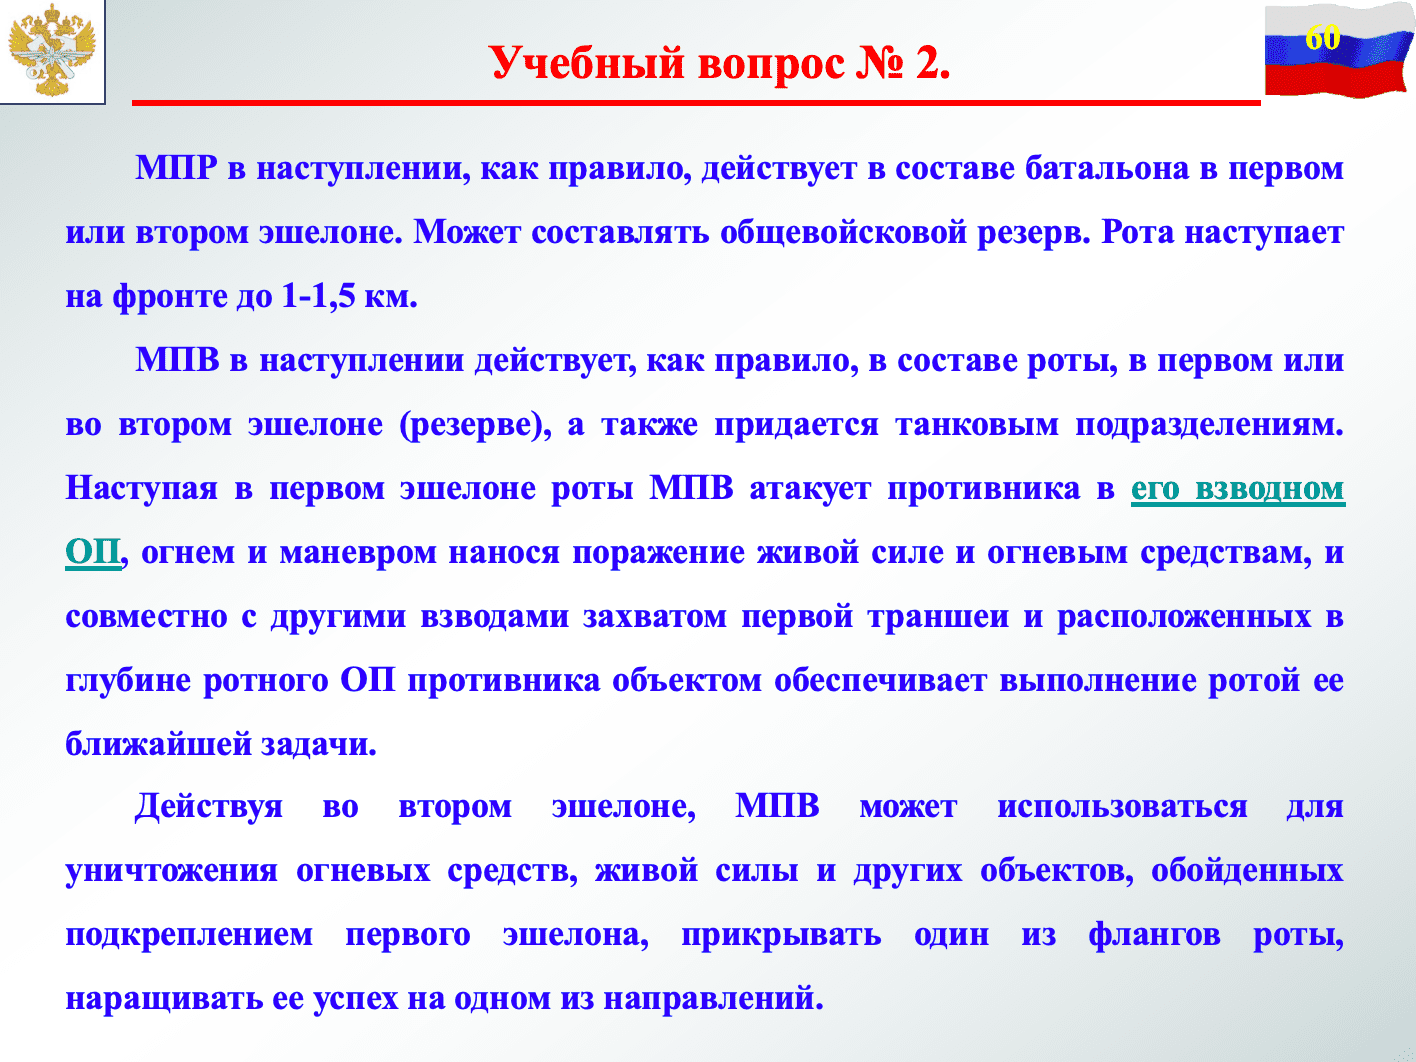 60
Учебный вопрос № 2.
МПР в наступлении, как правило, действует в составе батальона в первом
или втором эшелоне. Может составлять общевойсковой резерв. Рота наступает
на фронте до 1-1,5 км.
МПВ в наступлении действует, как правило, в составе роты, в первом или
во втором эшелоне (резерве), а также придается танковым подразделениям.
Наступая в первом эшелоне роты МПВ атакует противника в его взводном
ОП, огнем и маневром нанося поражение живой силе и огневым средствам, и
совместно с другими взводами захватом первой траншеи и расположенных в
глубине ротного ОП противника объектом обеспечивает выполнение ротой ее
ближайшей задачи.
Действуя во втором эшелоне, МПВ может использоваться для
уничтожения огневых средств, живой силы и других объектов, обойденных
подкреплением первого эшелона, прикрывать один из флангов роты,
наращивать ее успех на одном из направлений.